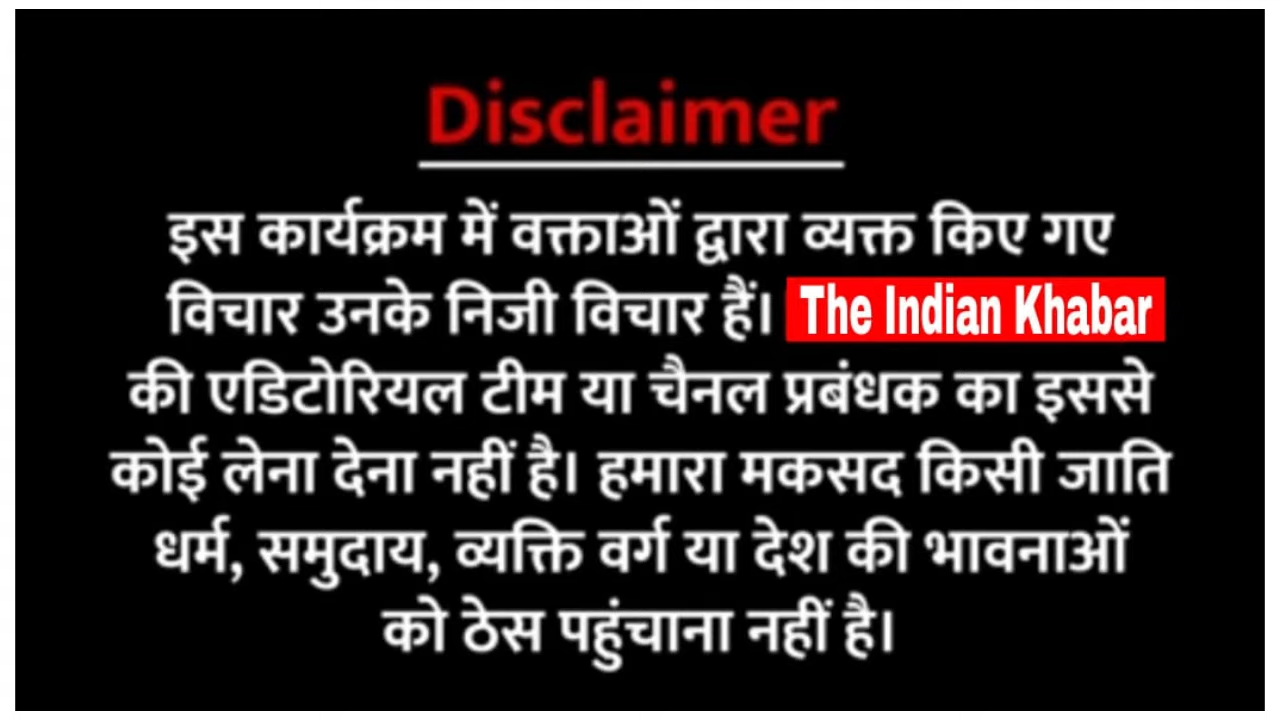 Disclaimer
इस कार्यक्रम में वक्ताओं द्वारा व्यक्त किए गए
विचार उनके निजी विचार हैं। The Indian Khabar
की एडिटोरियल टीम या चैनल प्रबंधक का इससे
कोई लेना देना नहीं है। हमारा मकसद किसी जाति
धर्म, समुदाय, व्यक्ति वर्ग या देश की भावनाओं
को ठेस पहुंचाना नहीं है।